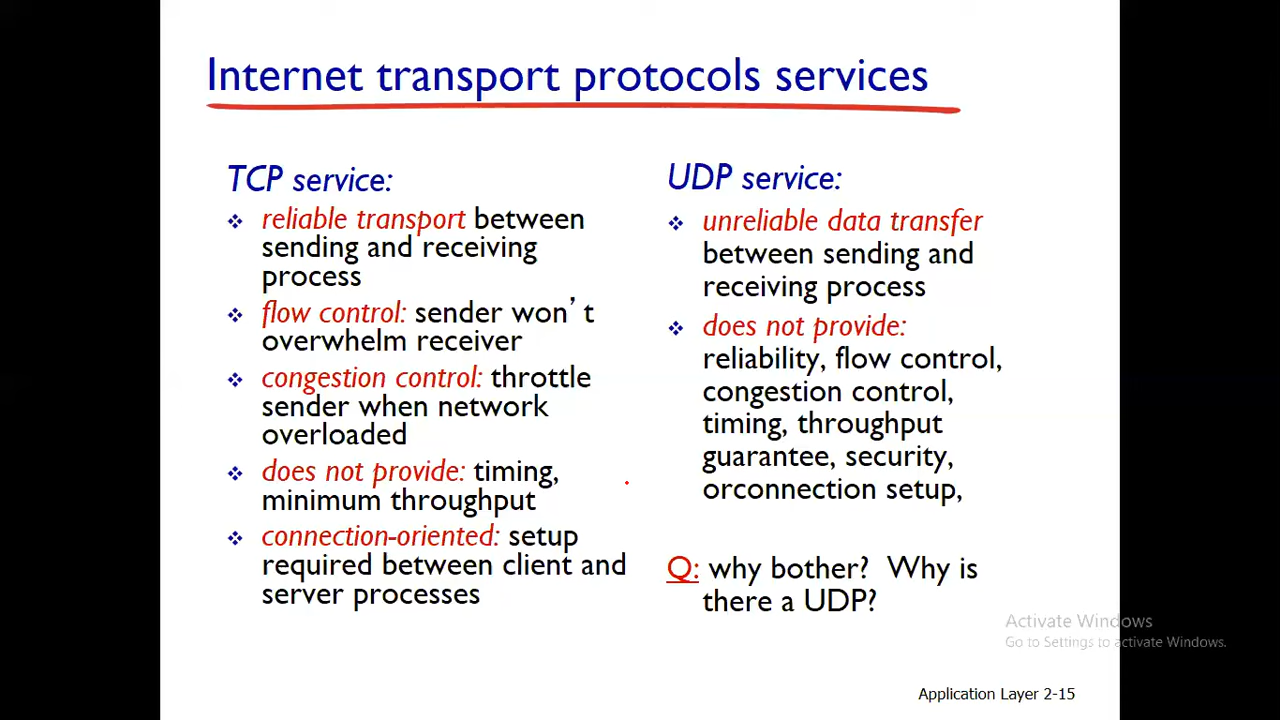 Internet transport protocols services
TCP service:
❖ reliable transport between
sending and receiving
process
❖ flow control: sender won’t
overwhelm receiver
❖ congestion control: throttle
sender when network
overloaded
❖ does not provide: timing,
minimum throughput
❖ connection-oriented: setup
required between client and
server processes
UDP service:
❖ unreliable data transfer
between sending and
receiving process
❖ does not provide:
reliability, flow control,
congestion control,
timing, throughput
guarantee, security,
orconnection setup,
Q: why bother? Why is
there a UDP?
Activate Windows
Go to Settings to activate Windows.
Application Layer 2-15